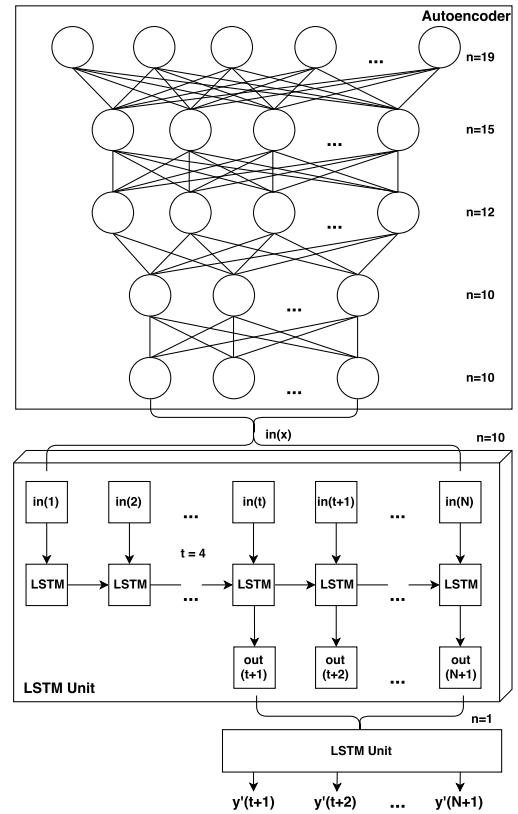 Autoencoder
n=19
...
n=15
...
n=12
...
n=10
...
n=10
...
in(x)
n=10
in(1) in(2) ... in(t) in(t+1) ... in(N)
t = 4
LSTM LSTM ... LSTM LSTM ... LSTM
out out out
(t+1) (t+2) ... (N+1)
LSTM Unit
n=1
LSTM Unit
y'(t+1) y'(t+2) ... y'(N+1)